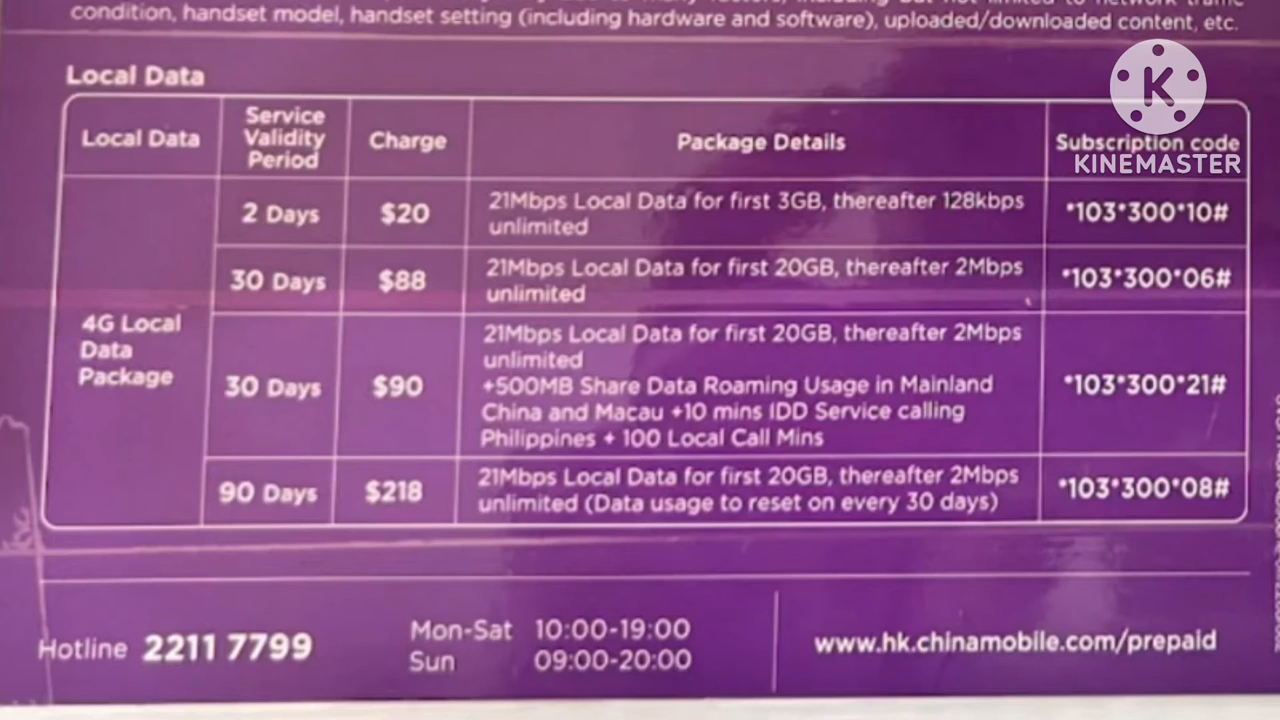 condition, handset model, handset setting (including hardware and software), uploaded/downloaded content, etc.
K
KINEMASTER
Local Data
Local Data
Service
Validity
Period
Charge
Package Details
Subscription code
4G Local
Data
Package
2 Days
$20
21Mbps Local Data for first 3GB, thereafter 128kbps
unlimited
*103*300*10#
30 Days
$88
21Mbps Local Data for first 20GB, thereafter 2Mbps
unlimited
*103*300*06#
30 Days
$90
21Mbps Local Data for first 20GB, thereafter 2Mbps
unlimited
+500MB Share Data Roaming Usage in Mainland
China and Macau +10 mins IDD Service calling
Philippines + 100 Local Call Mins
*103*300*21#
90 Days
$218
21Mbps Local Data for first 20GB, thereafter 2Mbps
unlimited (Data usage to reset on every 30 days)
*103*300*08#
Hotline 2211 7799
Mon-Sat 10:00-19:00
Sun 09:00-20:00
www.hk.chinamobile.com/prepaid